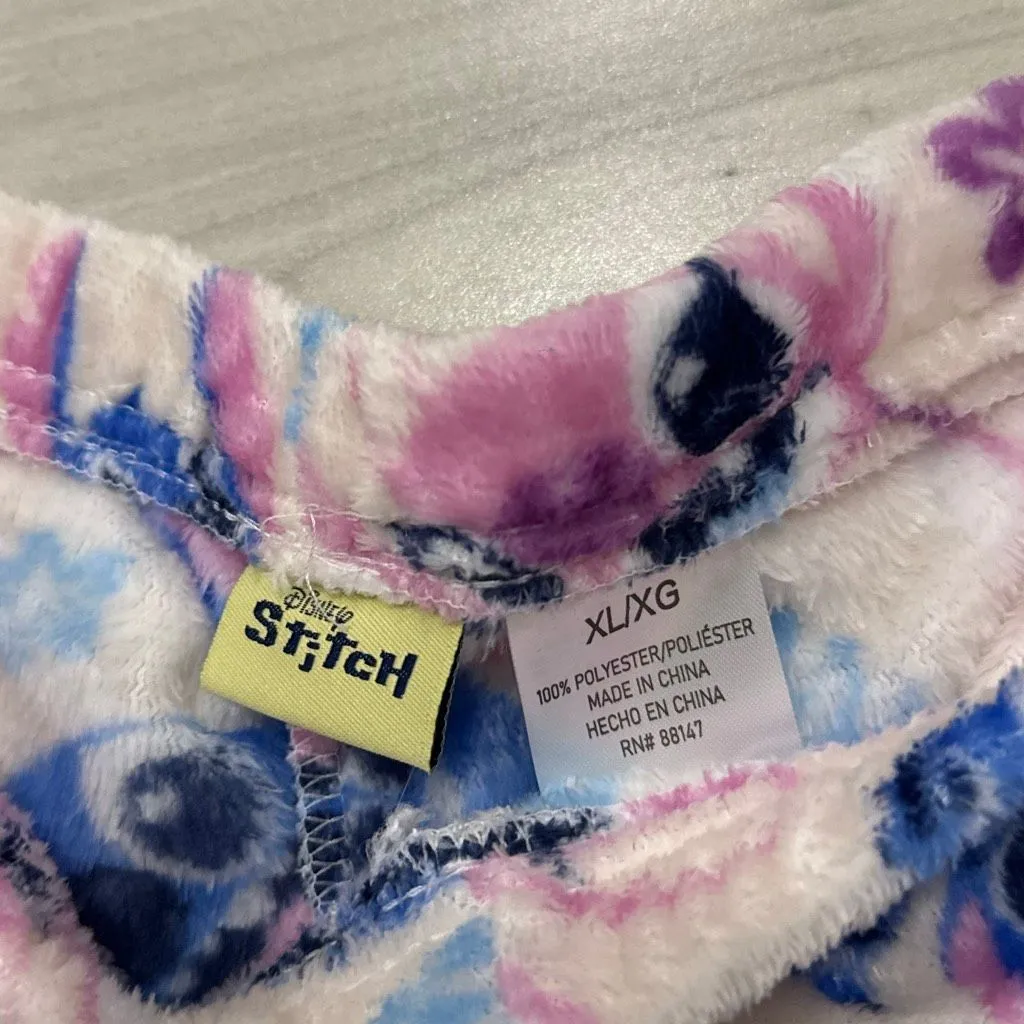 Disney
Stitch
XL/XG
100% POLYESTER/POLIÉSTER
MADE IN CHINA
HECHO EN CHINA
RN# 88147